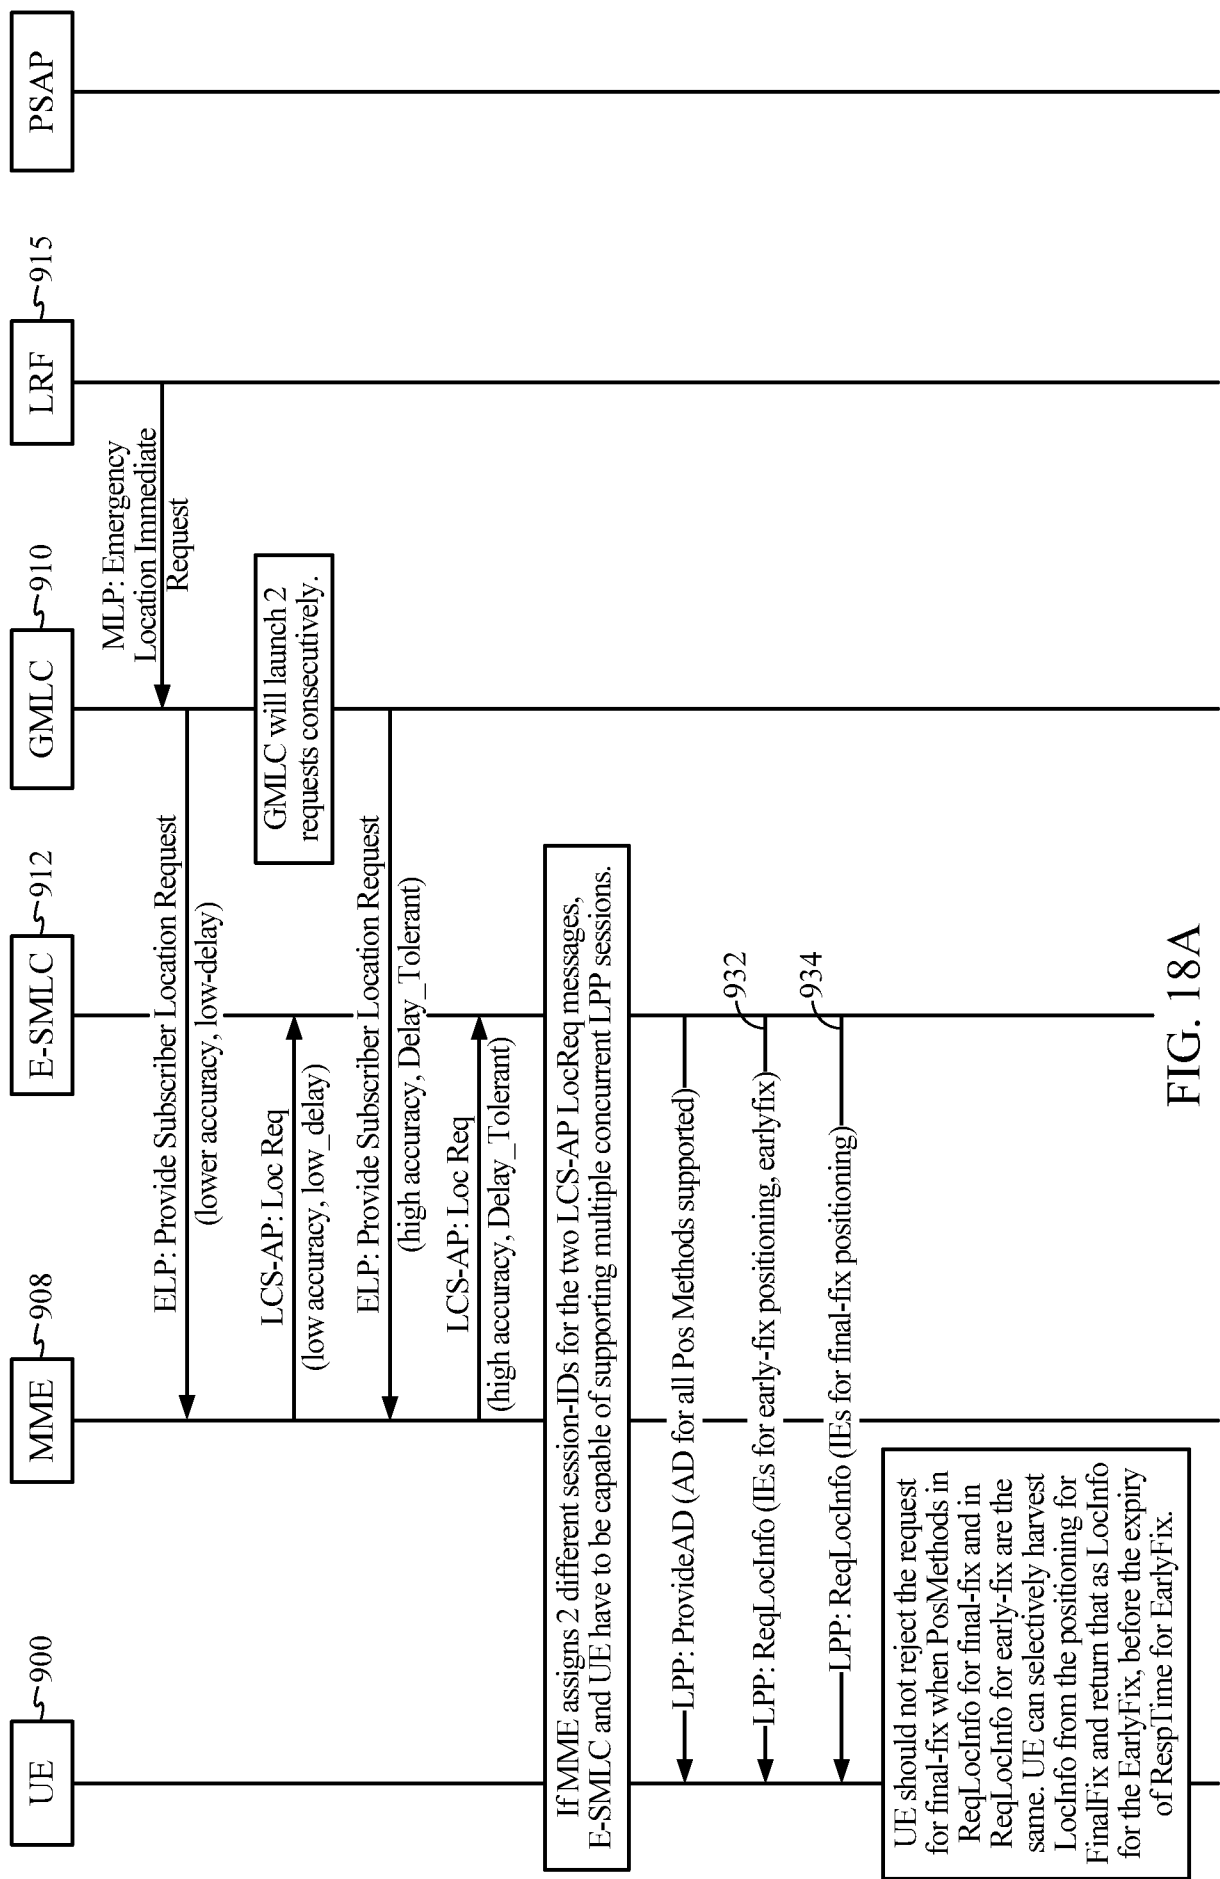 UE
900
MME
908
E-SMLC
912
GMLC
910
LRF
915
PSAP
MLP: Emergency
Location Immediate
Request
ELP: Provide Subscriber Location Request
(lower accuracy, low-delay)
GMLC will launch 2
requests consecutively.
LCS-AP: Loc Req
(low accuracy, low_delay)
ELP: Provide Subscriber Location Request
(high accuracy, Delay_Tolerant)
LCS-AP: Loc Req
(high accuracy, Delay_Tolerant)
If MME assigns 2 different session-IDs for the two LCS-AP LocReq messages,
E-SMLC and UE have to be capable of supporting multiple concurrent LPP sessions.
LPP: ProvideAD (AD for all Pos Methods supported)
932
LPP: ReqLocInfo (IEs for early-fix positioning, earlyfix)
934
LPP: ReqLocInfo (IEs for final-fix positioning)
UE should not reject the request
for final-fix when PosMethods in
ReqLocInfo for final-fix and in
ReqLocInfo for early-fix are the
same. UE can selectively harvest
LocInfo from the positioning for
FinalFix and return that as LocInfo
for the EarlyFix, before the expiry
of RespTime for EarlyFix.
FIG. 18A